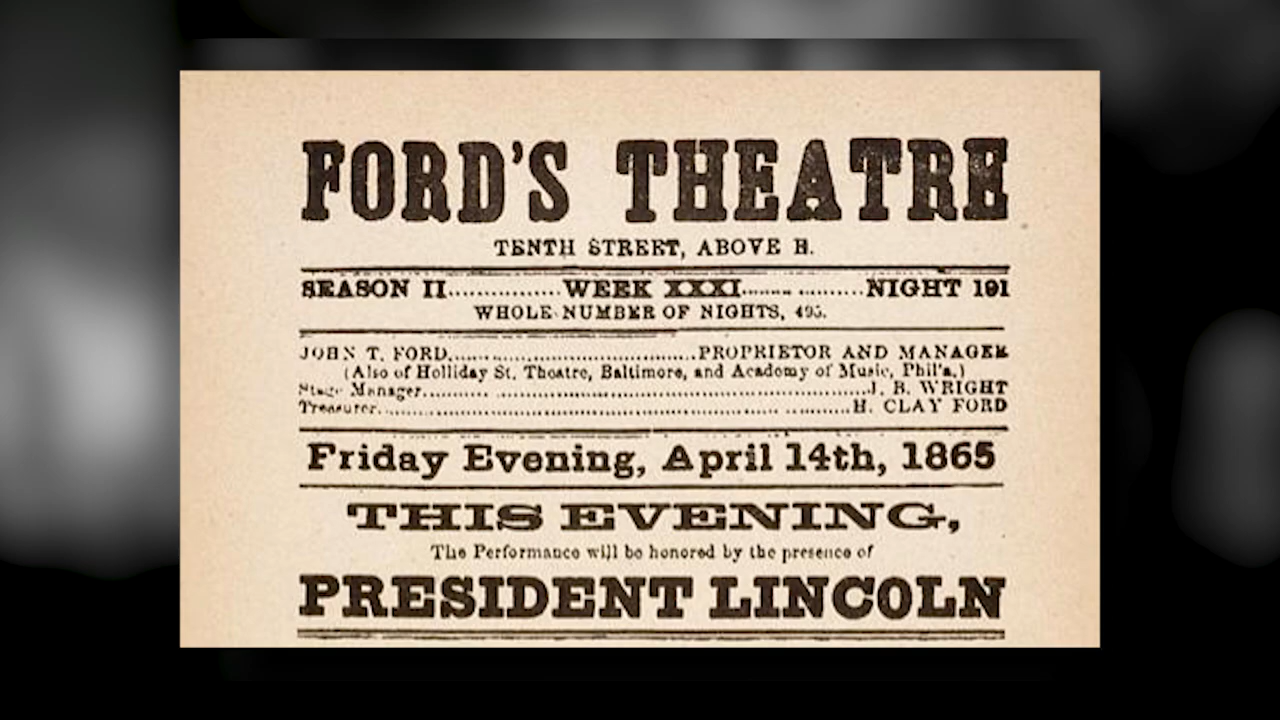 FORD'S THEATRE
TENTH STREET, ABOVE E.
SEASON II..............WEEK XXXI..................NIGHT 191
WHOLE NUMBER OF NIGHTS, 495.
JOHN T. FORD..............................PROPRIETOR AND MANAGER
(Also of Holliday St. Theatre, Baltimore, and Academy of Music, Phil'a.)
Stage Manager..........................................................J. B. WRIGHT
Treasurer..............................................................H. CLAY FORD
Friday Evening, April 14th, 1865
THIS EVENING,
The Performance will be honored by the presence of
PRESIDENT LINCOLN